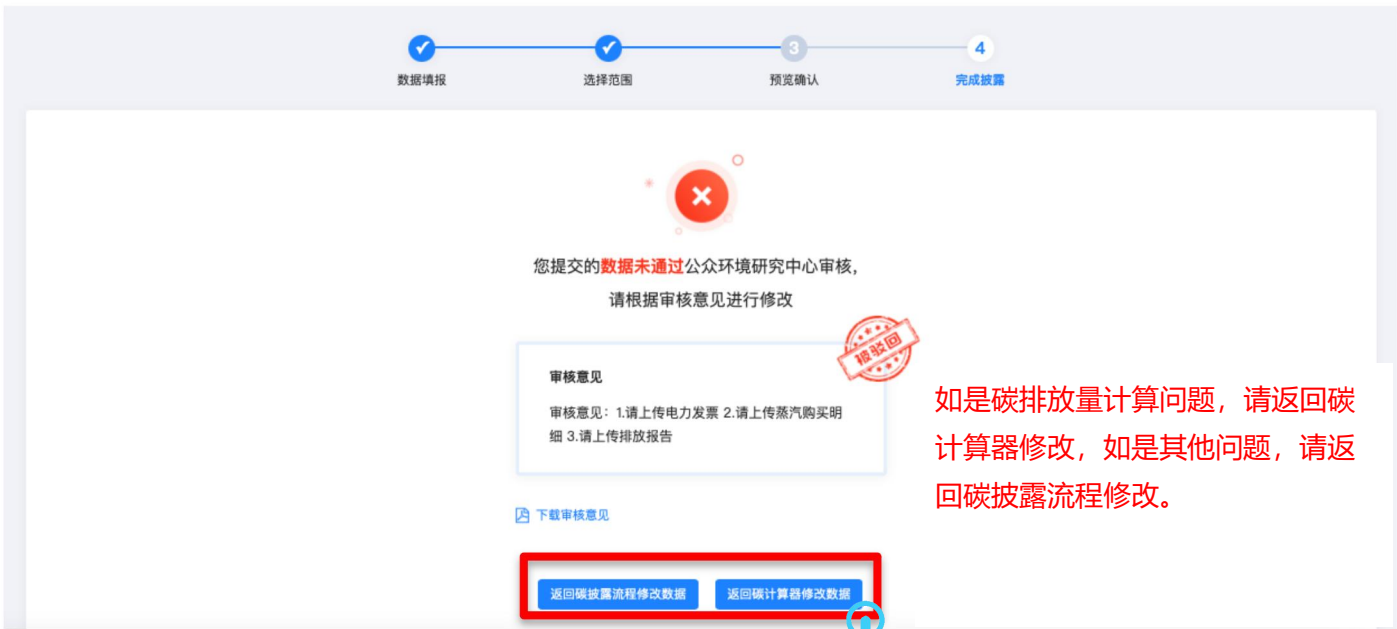 3
4
数据填报
选择范围
预览确认
完成披露
您提交的数据未通过公众环境研究中心审核，
请根据审核意见进行修改
被驳回
审核意见
审核意见：1.请上传电力发票 2.请上传蒸汽购买明
细 3.请上传排放报告
如是碳排放量计算问题，请返回碳
计算器修改，如是其他问题，请返
回碳披露流程修改。
下载审核意见
返回碳披露流程修改数据
返回碳计算器修改数据